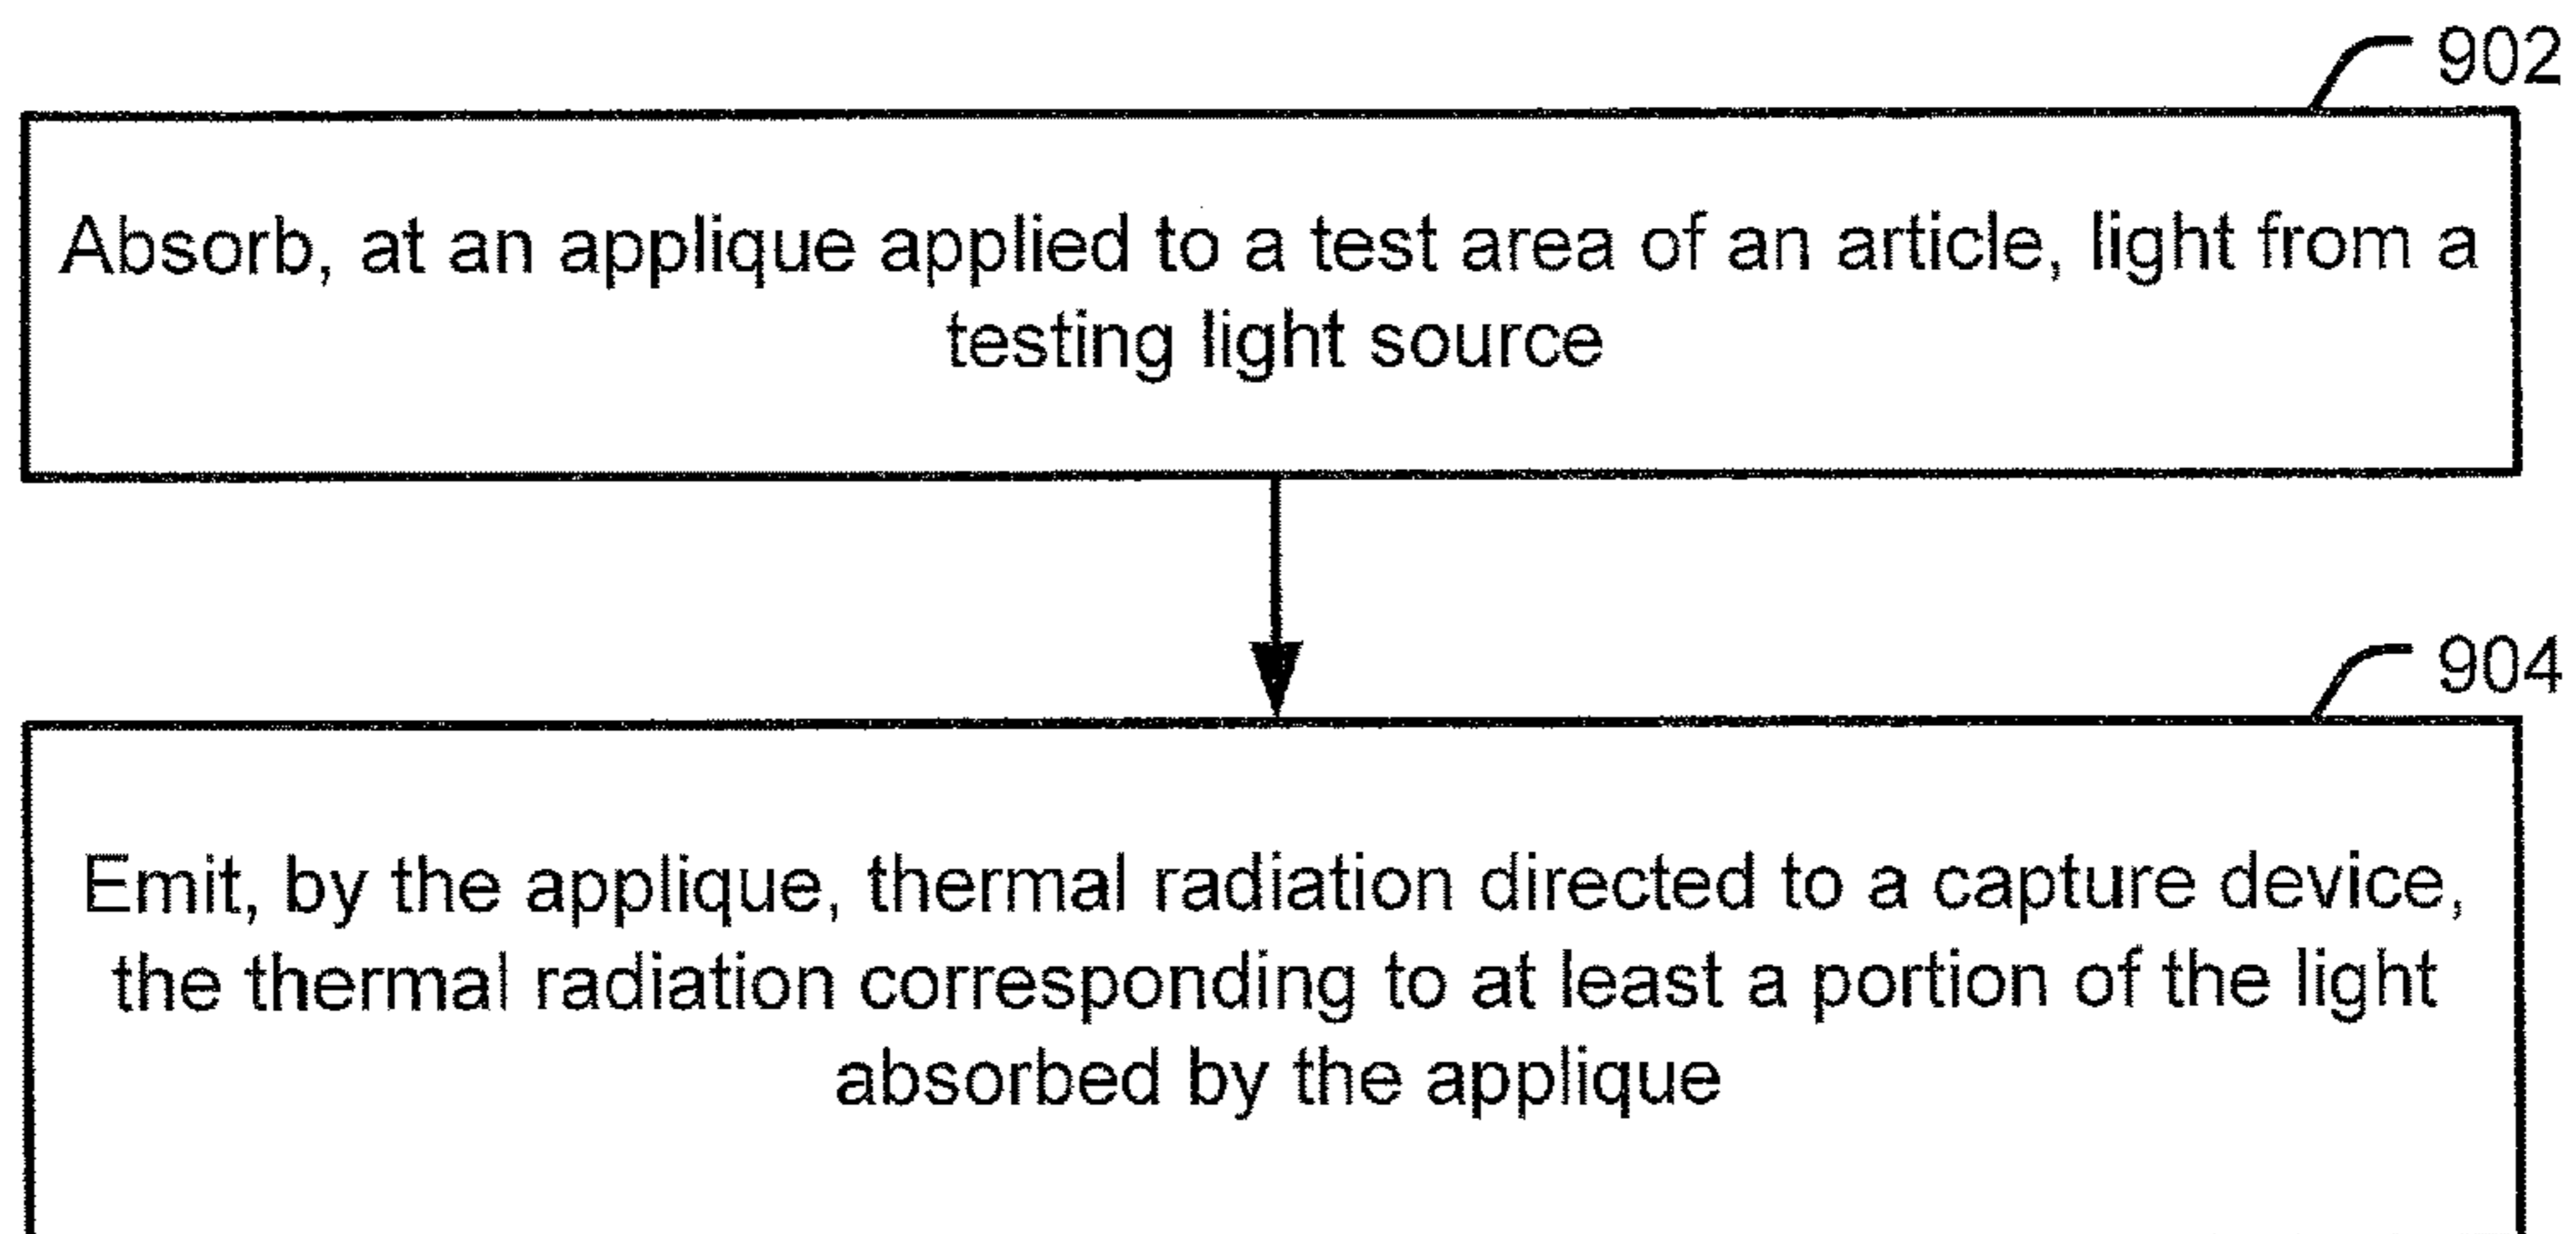 902
Absorb, at an applique applied to a test area of an article, light from a
testing light source
904
Emit, by the applique, thermal radiation directed to a capture device,
the thermal radiation corresponding to at least a portion of the light
absorbed by the applique